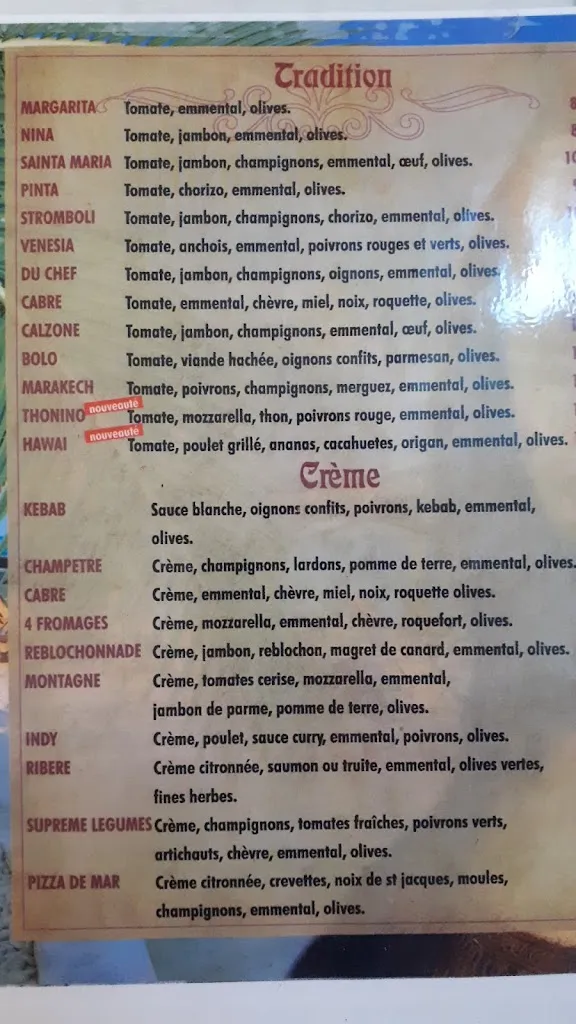 Tradition
MARGARITA Tomate, emmental, olives.
NINA Tomate, jambon, emmental, olives.
SAINTA MARIA Tomate, jambon, champignons, emmental, œuf, olives. 10
PINTA Tomate, chorizo, emmental, olives.
STROMBOLI Tomate, jambon, champignons, chorizo, emmental, olives.
VENESIA Tomate, anchois, emmental, poivrons rouges et verts, olives.
DU CHEF Tomate, jambon, champignons, oignons, emmental, olives.
CABRE Tomate, emmental, chèvre, miel, noix, roquette, olives.
CALZONE Tomate, jambon, champignons, emmental, œuf, olives.
BOLO Tomate, viande hachée, oignons confits, parmesan, olives.
MARAKECH Tomate, poivrons, champignons, merguez, emmental, olives.
nouveauté
THONINO Tomate, mozzarella, thon, poivrons rouge, emmental, olives.
nouveauté
HAWAI Tomate, poulet grillé, ananas, cacahuetes, origan, emmental, olives.
Crème
KEBAB Sauce blanche, oignons confits, poivrons, kebab, emmental,
olives.
CHAMPETRE Crème, champignons, lardons, pomme de terre, emmental, olives.
CABRE Crème, emmental, chèvre, miel, noix, roquette olives.
4 FROMAGES Crème, mozzarella, emmental, chèvre, roquefort, olives.
REBLOCHONNADE Crème, jambon, reblochon, magret de canard, emmental, olives.
MONTAGNE Crème, tomates cerise, mozzarella, emmental,
jambon de parme, pomme de terre, olives.
INDY Crème, poulet, sauce curry, emmental, poivrons, olives.
RIBERE Crème citronnée, saumon ou truite, emmental, olives vertes,
fines herbes.
SUPREME LEGUMES Crème, champignons, tomates fraîches, poivrons verts,
artichauts, chèvre, emmental, olives.
PIZZA DE MAR Crème citronnée, crevettes, noix de st jacques, moules,
champignons, emmental, olives.